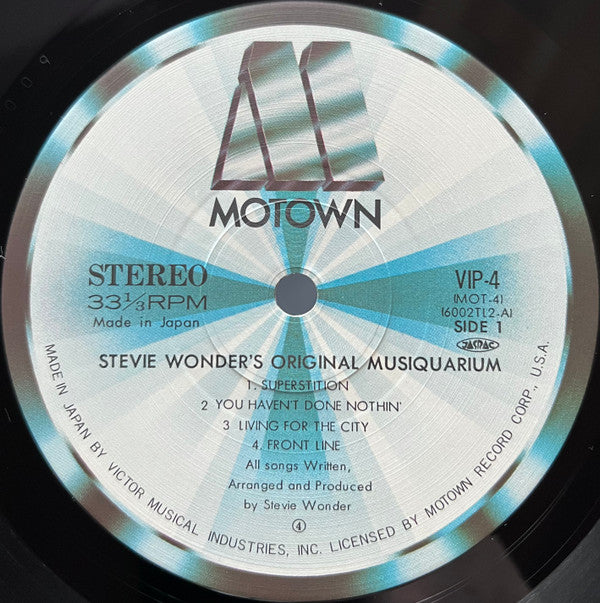 MOTOWN
STEREO
33⅓RPM
Made in Japan
VIP-4
(MOT-4)
(6002TL2-A)
SIDE 1
JASRAC
STEVIE WONDER'S ORIGINAL MUSIQUARIUM
1. SUPERSTITION
2 YOU HAVEN'T DONE NOTHIN'
3 LIVING FOR THE CITY
4. FRONT LINE
All songs Written,
Arranged and Produced
by Stevie Wonder
④
MADE IN JAPAN BY VICTOR MUSICAL INDUSTRIES, INC. LICENSED BY MOTOWN RECORD CORP., U.S.A.